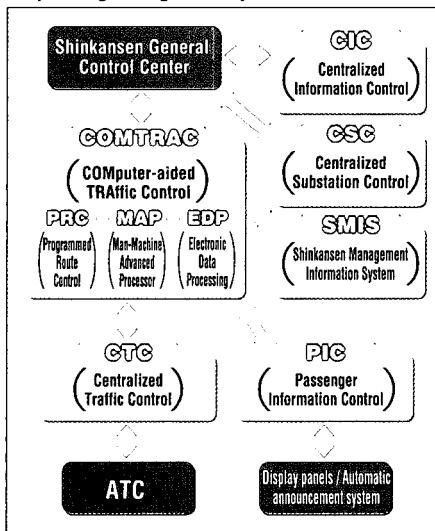 Shinkansen General
Control Center
CIC
(Centralized
Information Control)
COMTRAC
(COMputer-aided
TRAffic Control)
CSC
(Centralized
Substation Control)
PRC
(Programmed
Route
Control)
MAP
(Man-Machine
Advanced
Processor)
EDP
(Electronic
Data
Processing)
SMIS
(Shinkansen Management
Information System)
CTC
(Centralized
Traffic Control)
PIC
(Passenger
Information Control)
ATC
Display panels / Automatic
announcement system